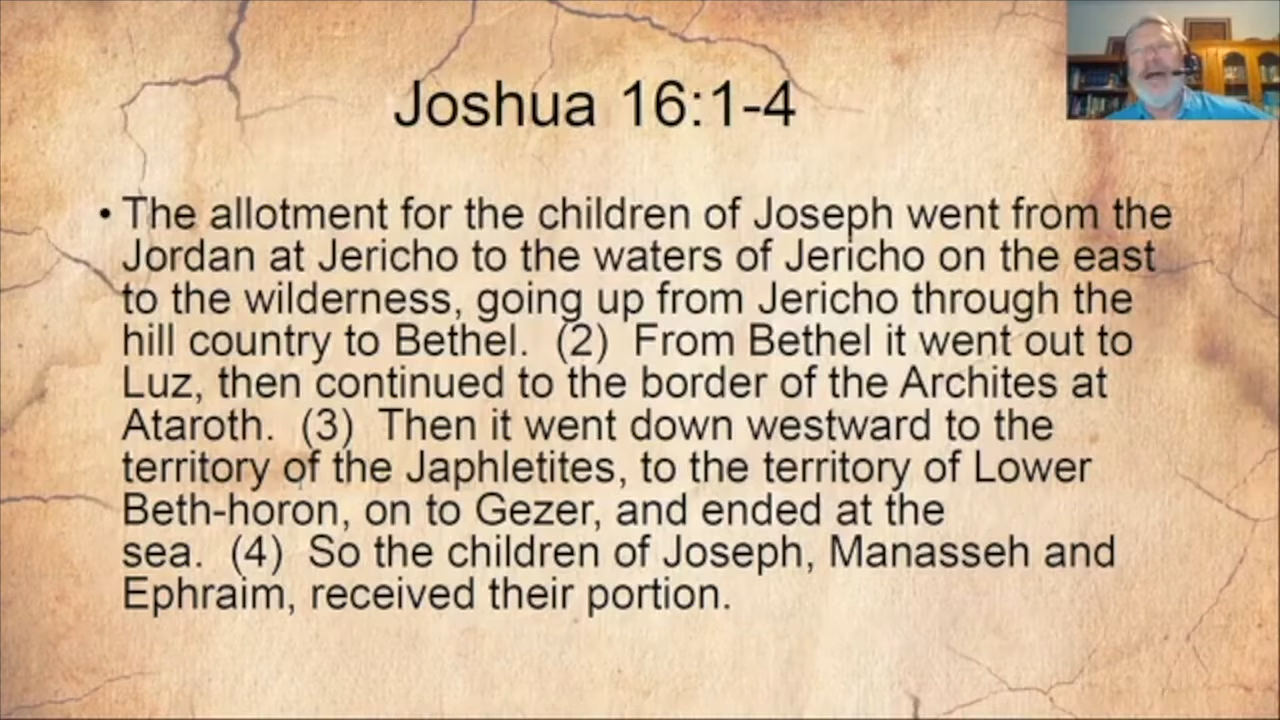 Joshua 16:1-4
• The allotment for the children of Joseph went from the
Jordan at Jericho to the waters of Jericho on the east
to the wilderness, going up from Jericho through the
hill country to Bethel.  (2)  From Bethel it went out to
Luz, then continued to the border of the Archites at
Ataroth.  (3)  Then it went down westward to the
territory of the Japhletites, to the territory of Lower
Beth-horon, on to Gezer, and ended at the
sea.  (4)  So the children of Joseph, Manasseh and
Ephraim, received their portion.